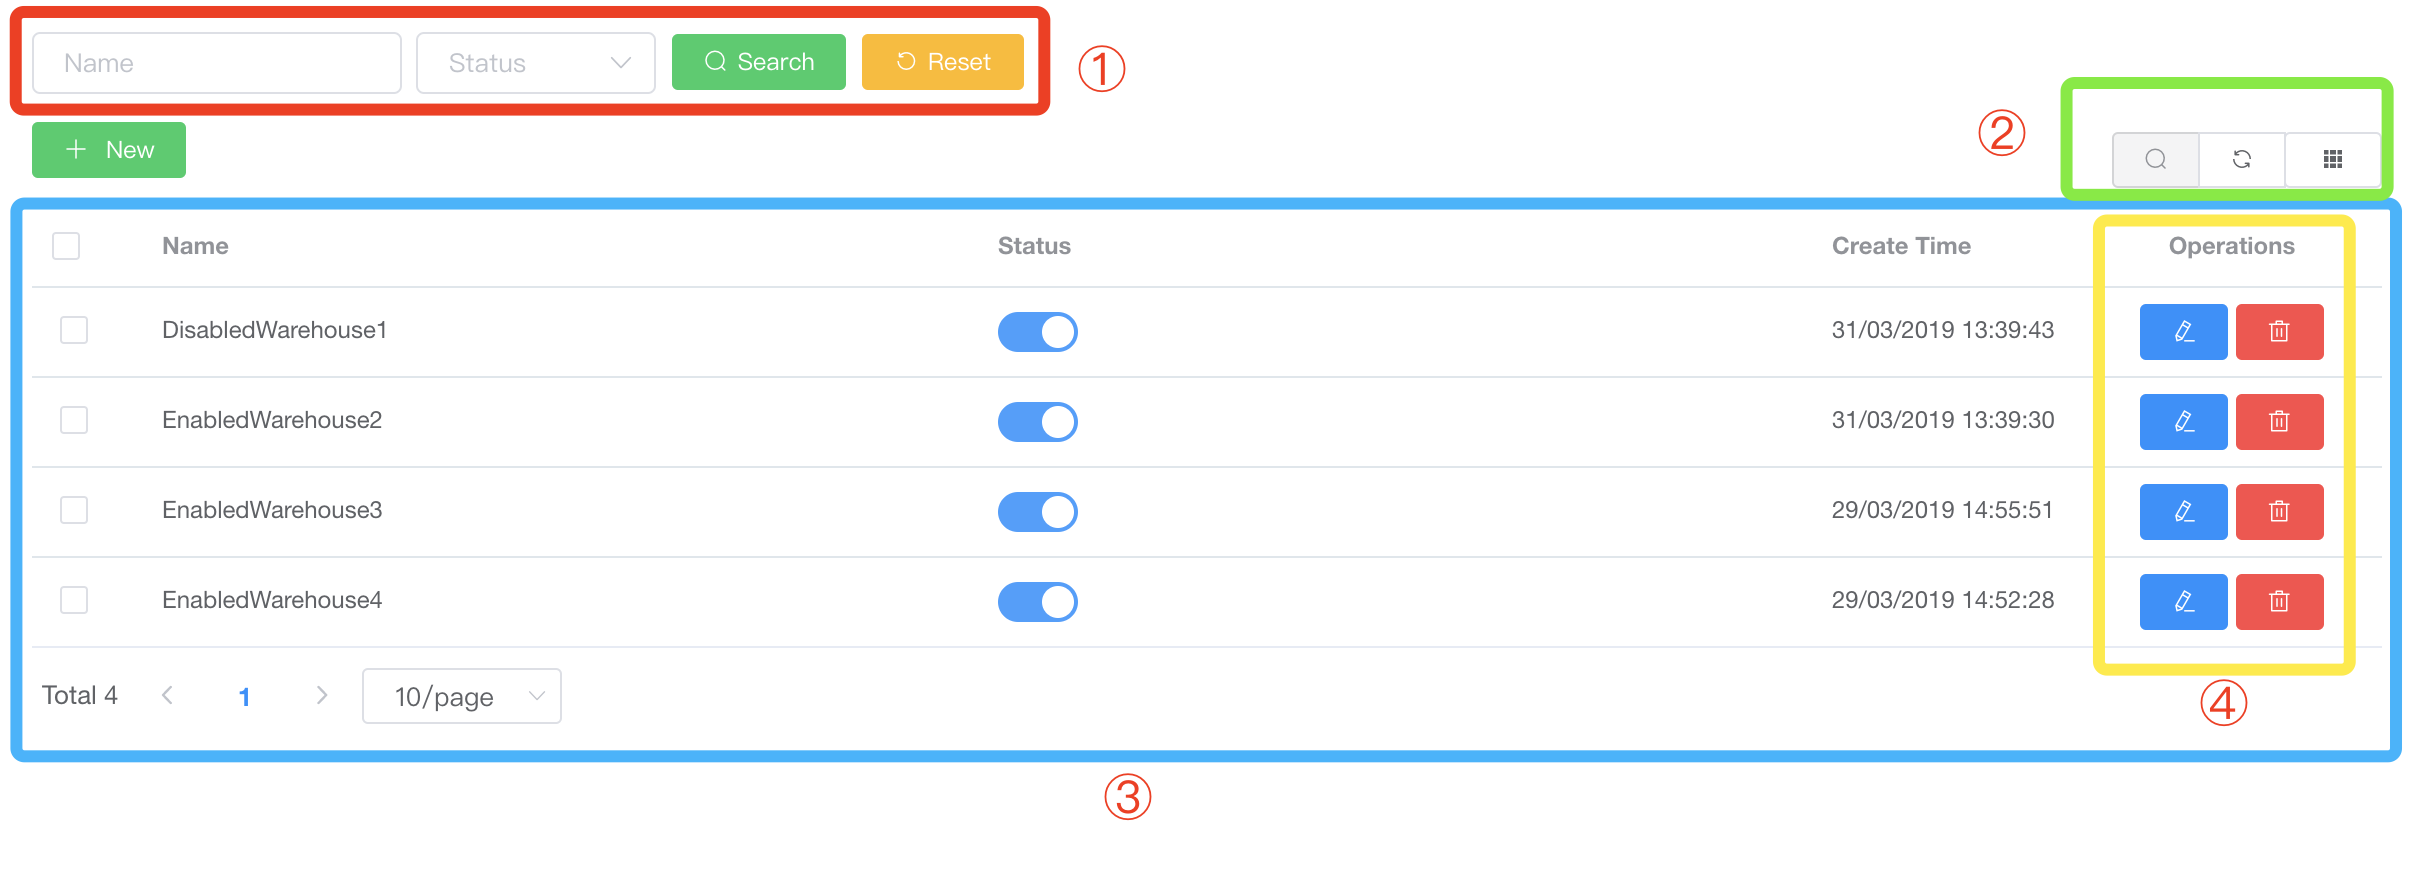 Name Status Search Reset ①
②
New
Name Status Create Time Operations
DisabledWarehouse1 31/03/2019 13:39:43
EnabledWarehouse2 31/03/2019 13:39:30
EnabledWarehouse3 29/03/2019 14:55:51
EnabledWarehouse4 29/03/2019 14:52:28
Total 4 1 10/page
④
③